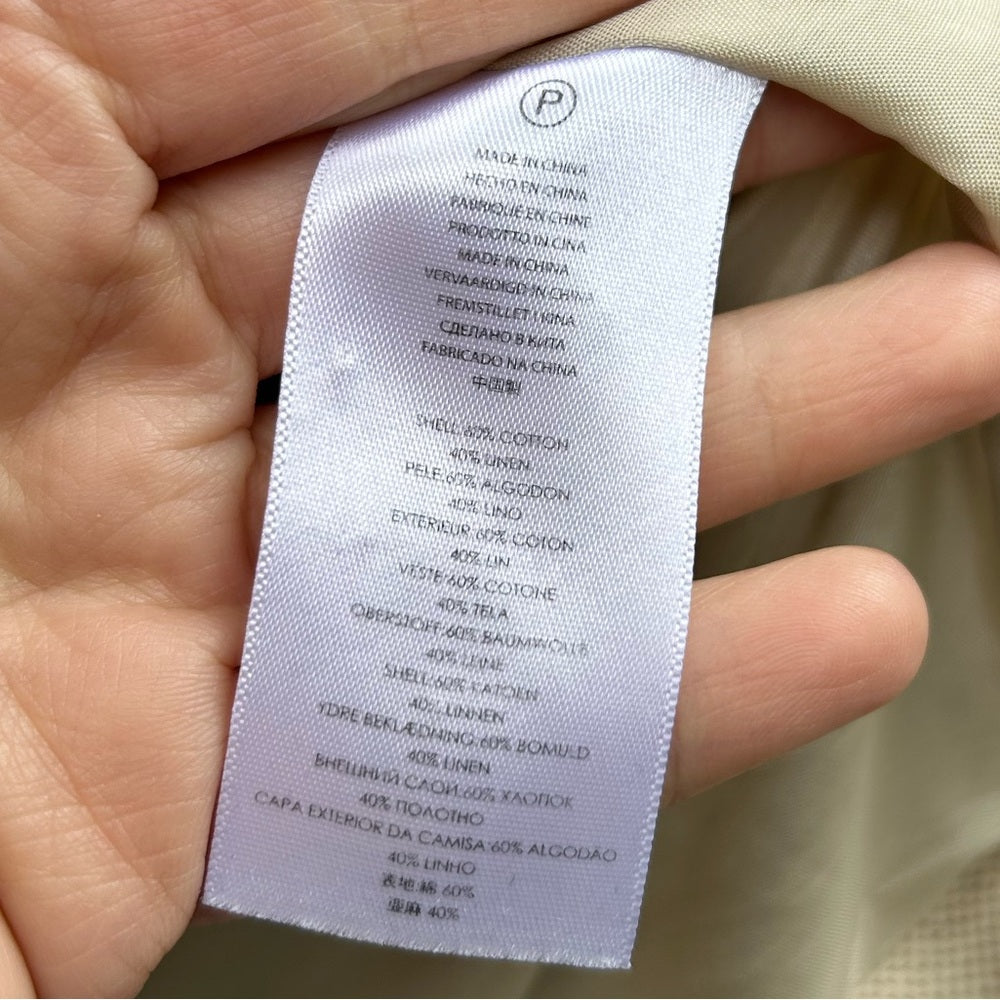 P
MADE IN CHINA
HECHO EN CHINA
FABRIQUE EN CHINE
PRODOTTO IN CINA
MADE IN CHINA
VERVAARDIGD IN CHINA
FREMSTILLET I KINA
СДЕЛАНО В КИТА
FABRICADO NA CHINA
中国製
SHELL:60% COTTON
40% LINEN
PELE:60% ALGODON
40% LINO
EXTERIEUR:60% COTON
40% LIN
VESTE:60% COTONE
40% TELA
OBERSTOFF:60% BAUMWOLLE
40% LEINE
SHELL:60% KATOEN
40% LINNEN
YDRE BEKLÆDNING:60% BOMULD
40% LINEN
ВНЕШНИЙ СЛОЙ:60% ХЛОПОК
40% ПОЛОТНО
CAPA EXTERIOR DA CAMISA:60% ALGODAO
40% LINHO
表地:綿 60%
亜麻 40%